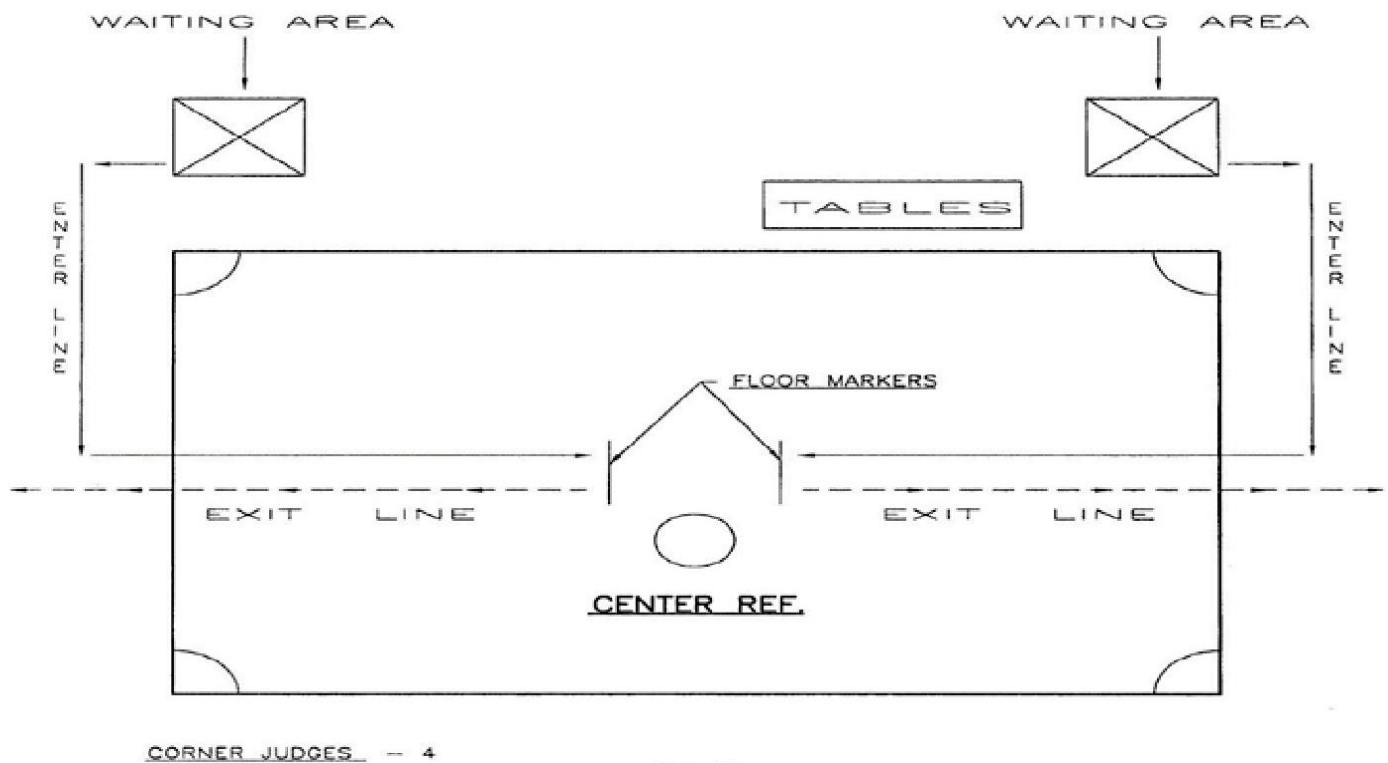 WAITING AREA
WAITING AREA
TABLES
ENTER LINE
ENTER LINE
FLOOR MARKERS
EXIT LINE
EXIT LINE
CENTER REF.
CORNER JUDGES - 4